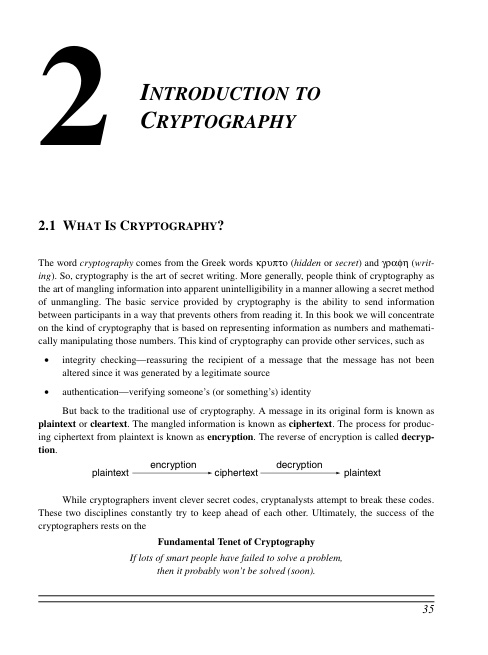 2
INTRODUCTION TO
CRYPTOGRAPHY
2.1 WHAT IS CRYPTOGRAPHY?
The word cryptography comes from the Greek words κρυπτο (hidden or secret) and γραφη (writ-
ing). So, cryptography is the art of secret writing. More generally, people think of cryptography as
the art of mangling information into apparent unintelligibility in a manner allowing a secret method
of unmangling. The basic service provided by cryptography is the ability to send information
between participants in a way that prevents others from reading it. In this book we will concentrate
on the kind of cryptography that is based on representing information as numbers and mathemati-
cally manipulating those numbers. This kind of cryptography can provide other services, such as
• integrity checking—reassuring the recipient of a message that the message has not been
altered since it was generated by a legitimate source
• authentication—verifying someone's (or something's) identity
But back to the traditional use of cryptography. A message in its original form is known as
plaintext or cleartext. The mangled information is known as ciphertext. The process for produc-
ing ciphertext from plaintext is known as encryption. The reverse of encryption is called decryp-
tion.
encryption decryption
plaintext ciphertext plaintext
While cryptographers invent clever secret codes, cryptanalysts attempt to break these codes.
These two disciplines constantly try to keep ahead of each other. Ultimately, the success of the
cryptographers rests on the
Fundamental Tenet of Cryptography
If lots of smart people have failed to solve a problem,
then it probably won't be solved (soon).
35